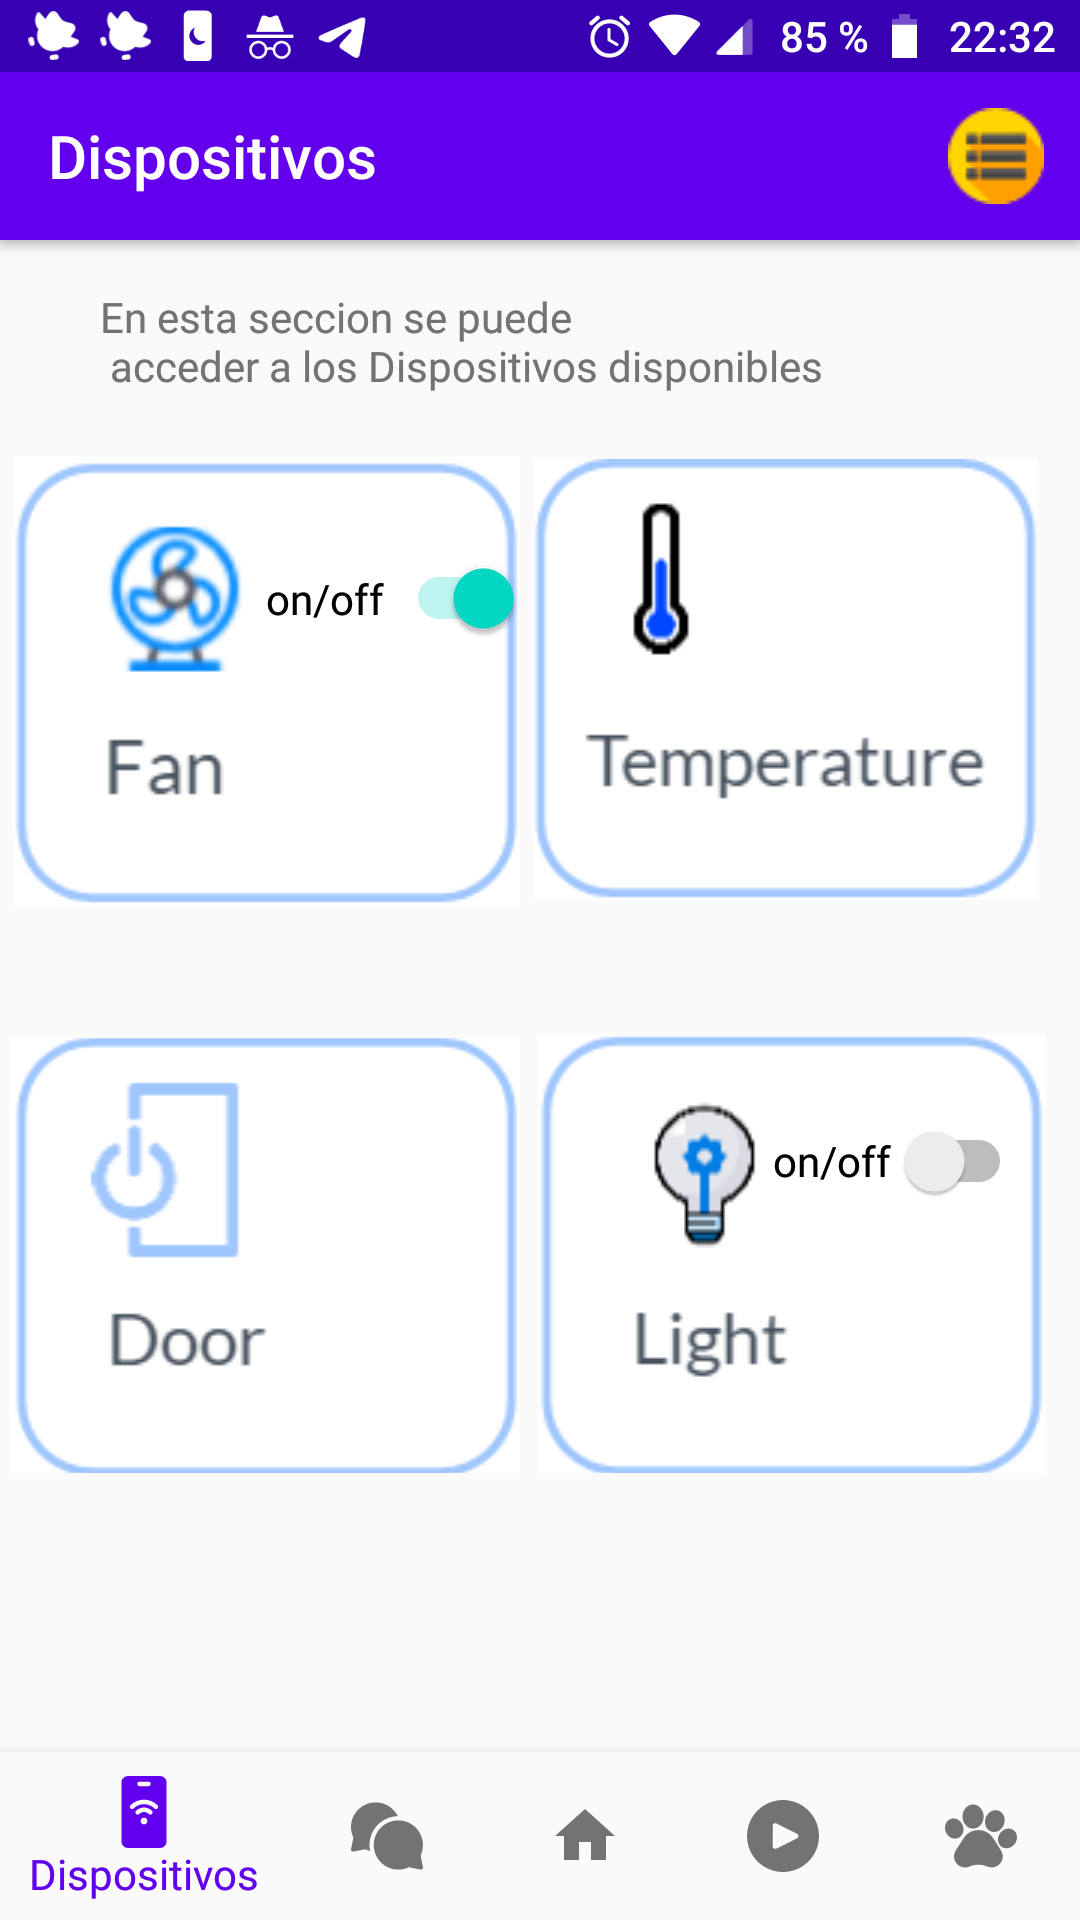 85 %
22:32
Dispositivos
En esta seccion se puede
acceder a los Dispositivos disponibles
on/off
Fan
Temperature
on/off
Door
Light
Dispositivos